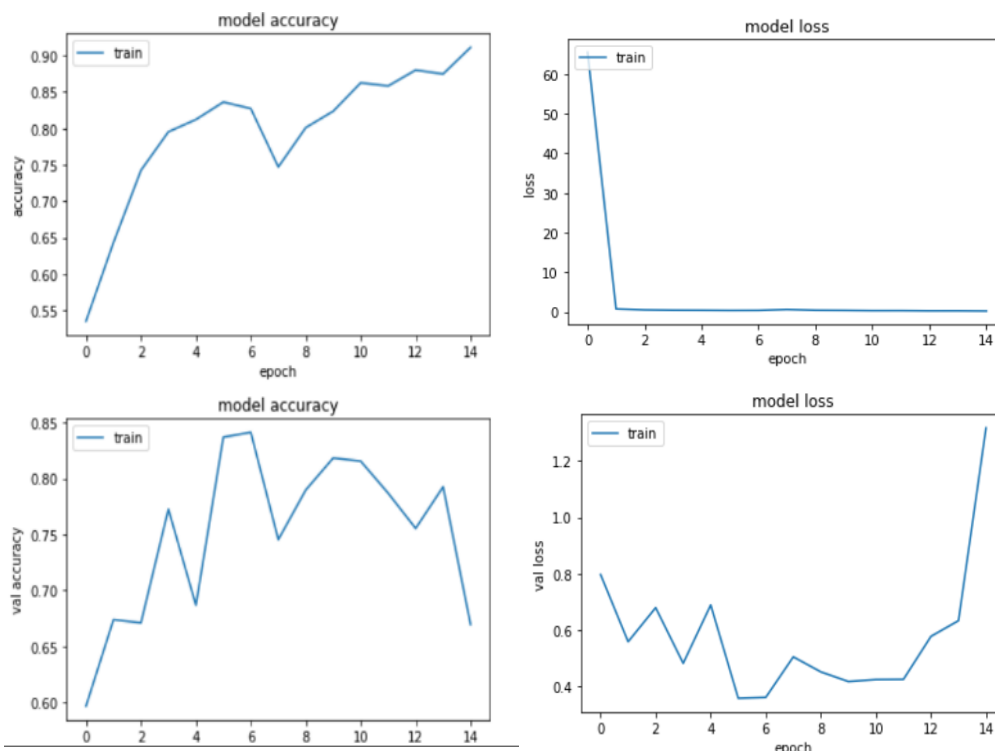 model accuracy
train
0.90
0.85
0.80
0.75
0.70
0.65
0.60
0.55
accuracy
0 2 4 6 8 10 12 14
epoch
model loss
train
60
50
40
30
20
10
0
loss
0 2 4 6 8 10 12 14
epoch
model accuracy
train
0.85
0.80
0.75
0.70
0.65
0.60
val accuracy
0 2 4 6 8 10 12 14
model loss
train
1.2
1.0
0.8
0.6
0.4
val loss
0 2 4 6 8 10 12 14
epoch